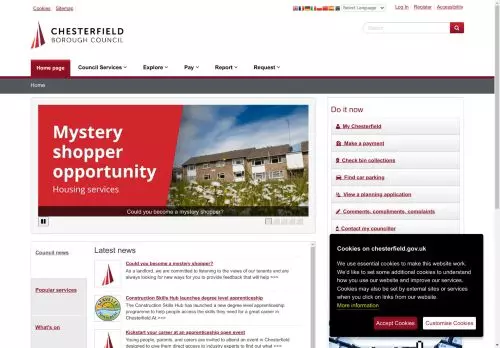 Cookies Sitemap
Select Language
Log In Register Accessibility
CHESTERFIELD
BOROUGH COUNCIL
Search
Home page Council Services Explore Pay Report Request
Home
Mystery
shopper
opportunity
Housing services
Could you become a mystery shopper?
Do it now
My Chesterfield
Make a payment
Check bin collections
Find car parking
View a planning application
Comments, compliments, complaints
Contact my councillor
Council news
Popular services
What's on
Latest news
Could you become a mystery shopper?
As a landlord, we are committed to listening to the views of our tenants and are
always looking for new ways for you to provide feedback that will help >>>
Construction Skills Hub launches degree level apprenticeship
The Construction Skills Hub has launched a new degree level apprenticeship
programme to help people access the skills they need for a great career in
Chesterfield At >>>
Kickstart your career at an apprenticeship open event
Young people, parents, and carers are invited to attend an event in Chesterfield
designed to give them direct access to industry experts to find out what >>>
Cookies on chesterfield.gov.uk
We use essential cookies to make this website work.
We'd like to set some additional cookies to understand
how you use our website and improve our services.
Cookies may also be set by external sites or services
when you click on links from our website.
More information
Accept Cookies Customise Cookies